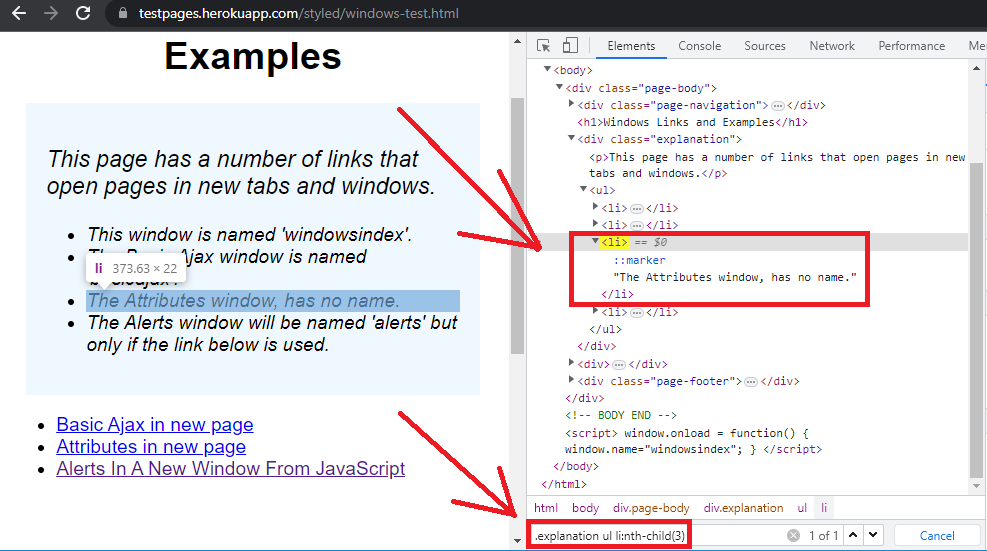 testpages.herokuapp.com/styled/windows-test.html
Examples
This page has a number of links that
open pages in new tabs and windows.
This window is named 'windowsindex'.
Ajax window is named
li 373.63 × 22
The Attributes window, has no name.
The Alerts window will be named 'alerts' but
only if the link below is used.
Basic Ajax in new page
Attributes in new page
Alerts In A New Window From JavaScript
Elements Console Sources Network Performance
<body>
<div class="page-body">
<div class="page-navigation">…</div>
<h1>Windows Links and Examples</h1>
<div class="explanation">
<p>This page has a number of links that open pages in new
tabs and windows.</p>
<ul>
<li>…</li>
<li>…</li>
<li> == $0
::marker
"The Attributes window, has no name."
</li>
<li>…</li>
</ul>
</div>
<div>…</div>
<div class="page-footer">…</div>
</div>
<!-- BODY END -->
<script> window.onload = function() {
window.name="windowsindex"; } </script>
</body>
</html>
html body div.page-body div.explanation ul li
.explanation ul li:nth-child(3) 1 of 1 Cancel